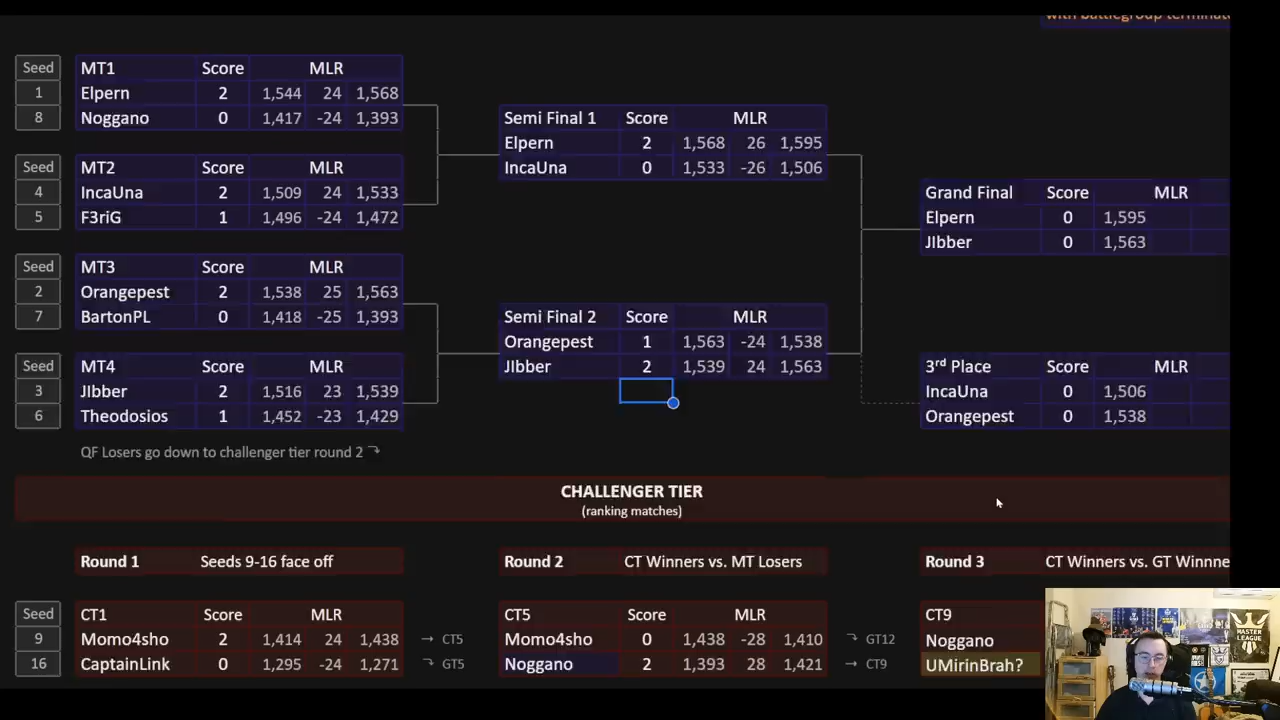 with battlegroup terminate
Seed MT1 Score MLR
1 Elpern 2 1,544 24 1,568
8 Noggano 0 1,417 -24 1,393
Semi Final 1 Score MLR
Elpern 2 1,568 26 1,595
IncaUna 0 1,533 -26 1,506
Seed MT2 Score MLR
4 IncaUna 2 1,509 24 1,533
5 F3riG 1 1,496 -24 1,472
Grand Final Score MLR
Elpern 0 1,595
JIbber 0 1,563
Seed MT3 Score MLR
2 Orangepest 2 1,538 25 1,563
7 BartonPL 0 1,418 -25 1,393
Semi Final 2 Score MLR
Orangepest 1 1,563 -24 1,538
JIbber 2 1,539 24 1,563
Seed MT4 Score MLR
3 JIbber 2 1,516 23 1,539
6 Theodosios 1 1,452 -23 1,429
3rd Place Score MLR
IncaUna 0 1,506
Orangepest 0 1,538
QF Losers go down to challenger tier round 2
CHALLENGER TIER
(ranking matches)
Round 1 Seeds 9-16 face off
Round 2 CT Winners vs. MT Losers
Round 3 CT Winners vs. GT Winnne
Seed CT1 Score MLR
9 Momo4sho 2 1,414 24 1,438 → CT5
16 CaptainLink 0 1,295 -24 1,271 GT5
CT5 Score MLR
Momo4sho 0 1,438 -28 1,410 GT12
Noggano 2 1,393 28 1,421 → CT9
CT9
Noggano
UMirinBrah?
MASTER
LEAGUE